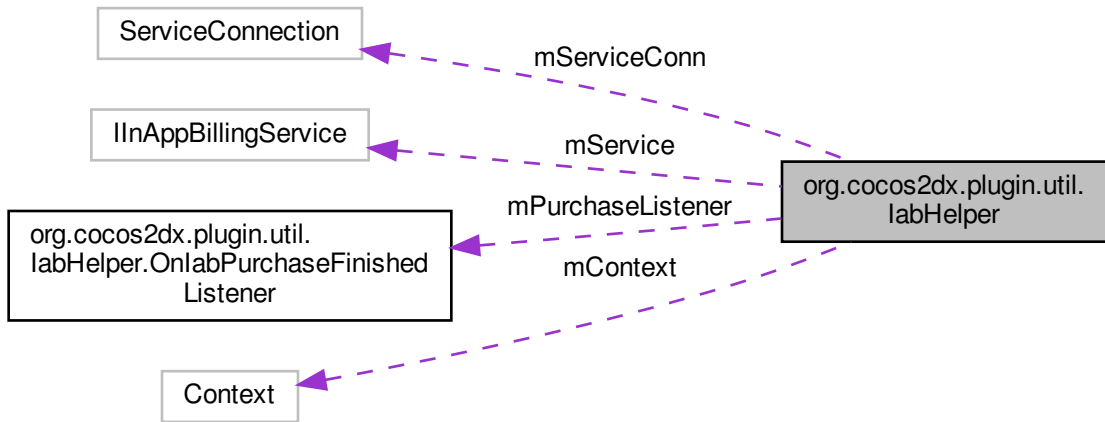 ServiceConnection
mServiceConn
IInAppBillingService
mService
org.cocos2dx.plugin.util.
IabHelper
mPurchaseListener
org.cocos2dx.plugin.util.
IabHelper.OnIabPurchaseFinished
Listener
mContext
Context